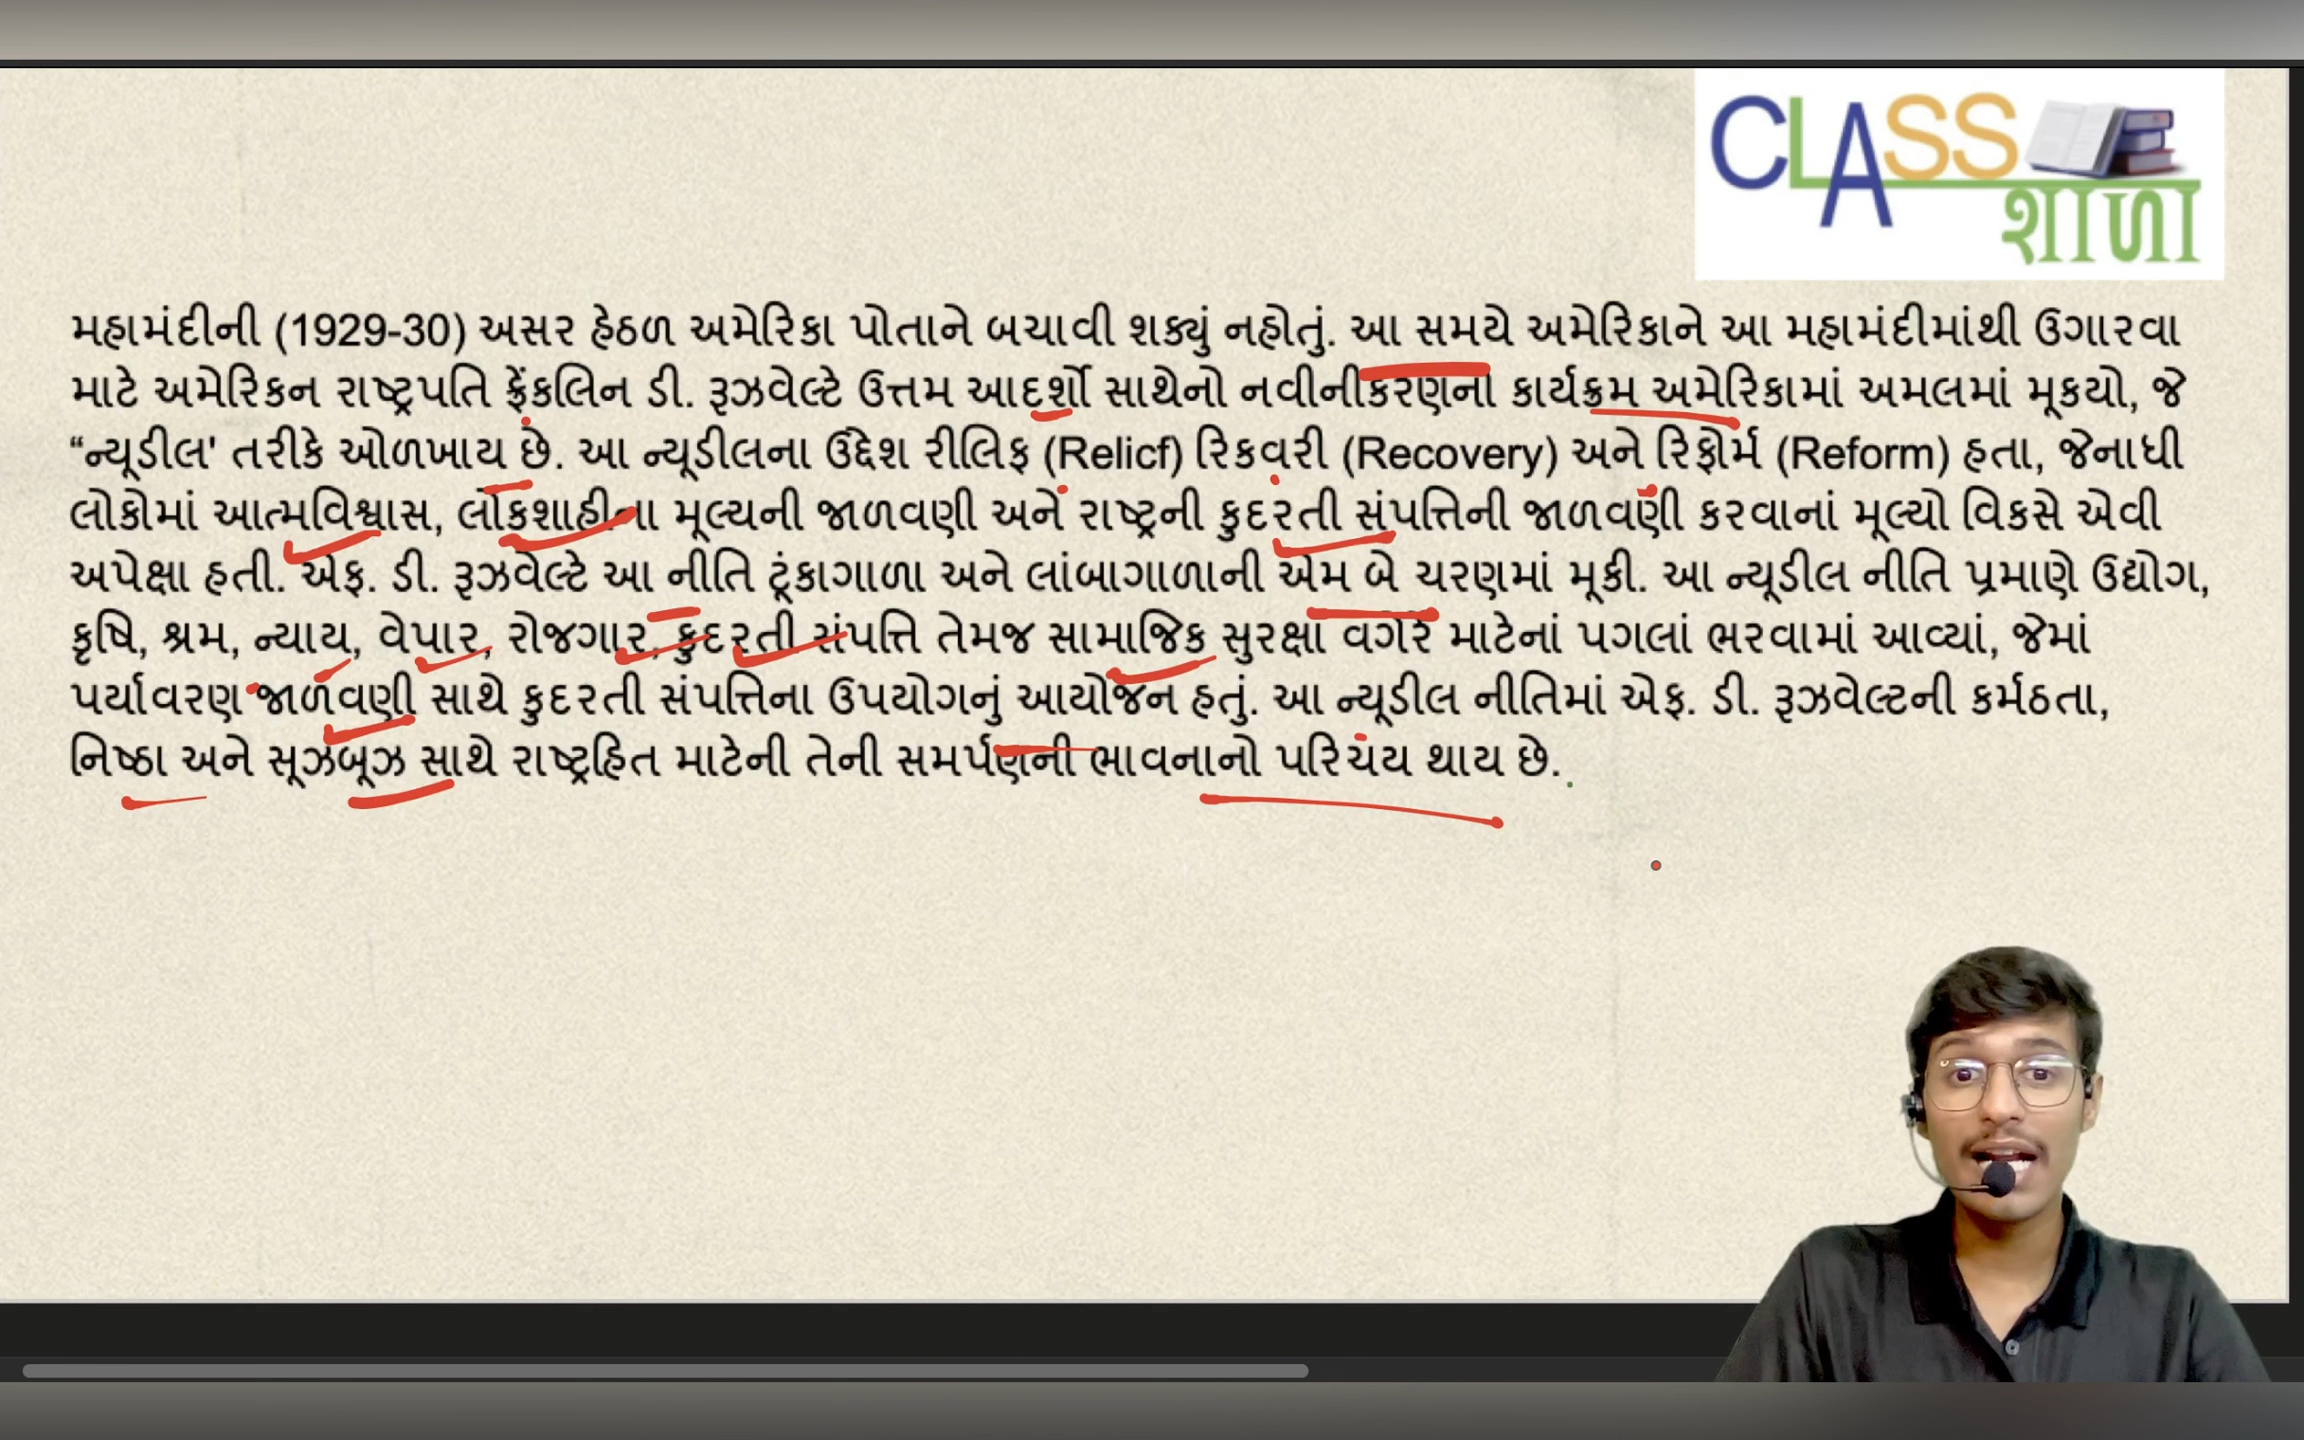 CLASS
શાળા
મહામંદીની (1929-30) અસર હેઠળ અમેરિકા પોતાને બચાવી શક્યું નહોતું. આ સમયે અમેરિકાને આ મહામંદીમાંથી ઉગારવા
માટે અમેરિકન રાષ્ટ્રપતિ ફ્રેંકલિન ડી. રૂઝવેલ્ટે ઉત્તમ આદર્શો સાથેનો નવીનીકરણનો કાર્યક્રમ અમેરિકામાં અમલમાં મૂકયો, જે
“ન્યૂડીલ' તરીકે ઓળખાય છે. આ ન્યૂડીલના ઉદ્દેશ રીલિફ (Relicf) રિકવરી (Recovery) અને રિફોર્મ (Reform) હતા, જેનાધી
લોકોમાં આત્મવિશ્વાસ, લોકશાહીના મૂલ્યની જાળવણી અને રાષ્ટ્રની કુદરતી સંપત્તિની જાળવણી કરવાનાં મૂલ્યો વિકસે એવી
અપેક્ષા હતી. એફ. ડી. રૂઝવેલ્ટે આ નીતિ ટૂંકાગાળા અને લાંબાગાળાની એમ બે ચરણમાં મૂકી. આ ન્યૂડીલ નીતિ પ્રમાણે ઉદ્યોગ,
કૃષિ, શ્રમ, ન્યાય, વેપાર, રોજગાર, કુદરતી સંપત્તિ તેમજ સામાજિક સુરક્ષા વગેરે માટેનાં પગલાં ભરવામાં આવ્યાં, જેમાં
પર્યાવરણ જાળવણી સાથે કુદરતી સંપત્તિના ઉપયોગનું આયોજન હતું. આ ન્યૂડીલ નીતિમાં એફ. ડી. રૂઝવેલ્ટની કર્મઠતા,
નિષ્ઠા અને સૂઝબૂઝ સાથે રાષ્ટ્રહિત માટેની તેની સમર્પણની ભાવનાનો પરિચય થાય છે.